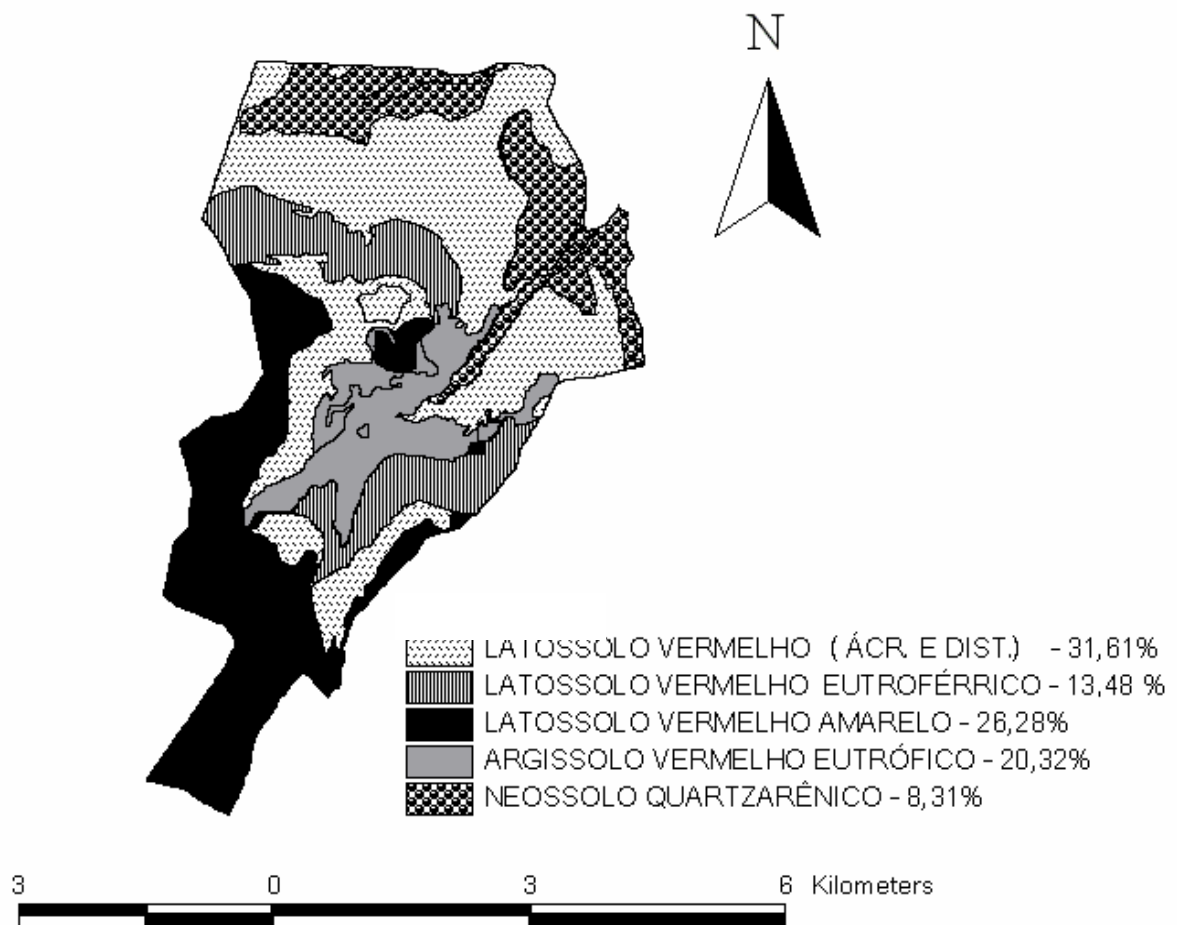 N
LATOSSOLO VERMELHO ( ÁCR. E DIST.) - 31,61%
LATOSSOLO VERMELHO EUTROFÉRRICO - 13,48 %
LATOSSOLO VERMELHO AMARELO - 26,28%
ARGISSOLO VERMELHO EUTRÓFICO - 20,32%
NEOSSOLO QUARTZARÊNICO - 8,31%
3 0 3 6 Kilometers